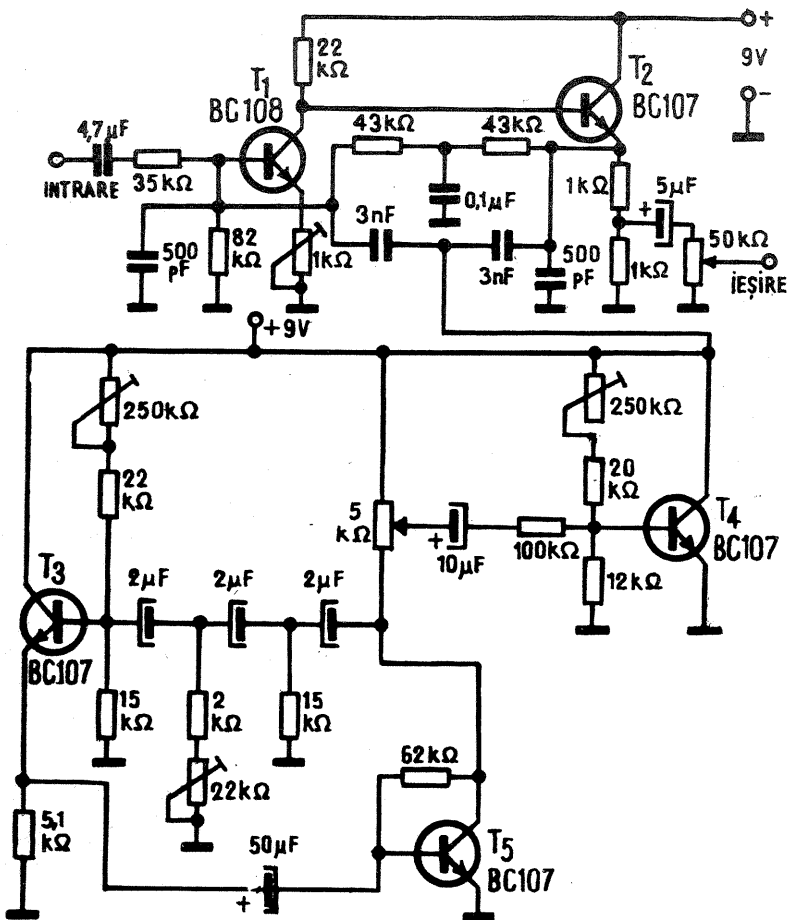 22
kΩ
T1
BC108
4,7µF
35kΩ
INTRARE
43kΩ
43kΩ
T2
BC107
+
9V
-
0,1µF
1kΩ
5µF
50kΩ
IEŞIRE
500
pF
82
kΩ
1kΩ
3nF
3nF
500
pF
1kΩ
+
+9V
250kΩ
22
kΩ
250kΩ
20
kΩ
5
kΩ
+
10µF
100kΩ
T4
BC107
12kΩ
T3
BC107
2µF
2µF
2µF
15
kΩ
2
kΩ
15
kΩ
22kΩ
62kΩ
5,1
kΩ
50µF
+
T5
BC107